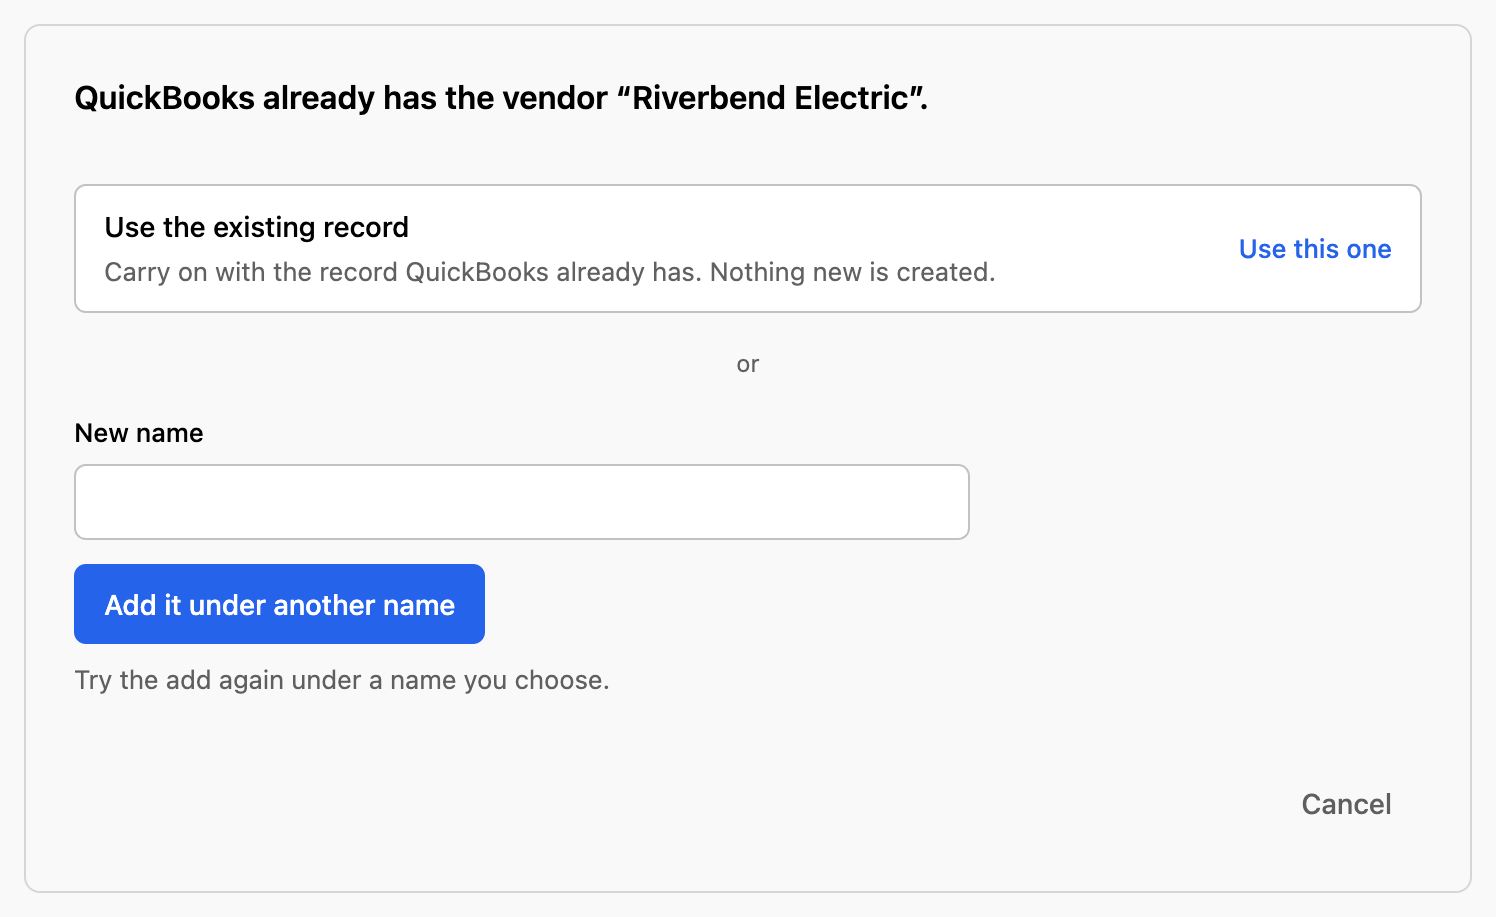 QuickBooks already has the vendor “Riverbend Electric”.
Use the existing record
Carry on with the record QuickBooks already has. Nothing new is created.
Use this one
or
New name
Add it under another name
Try the add again under a name you choose.
Cancel